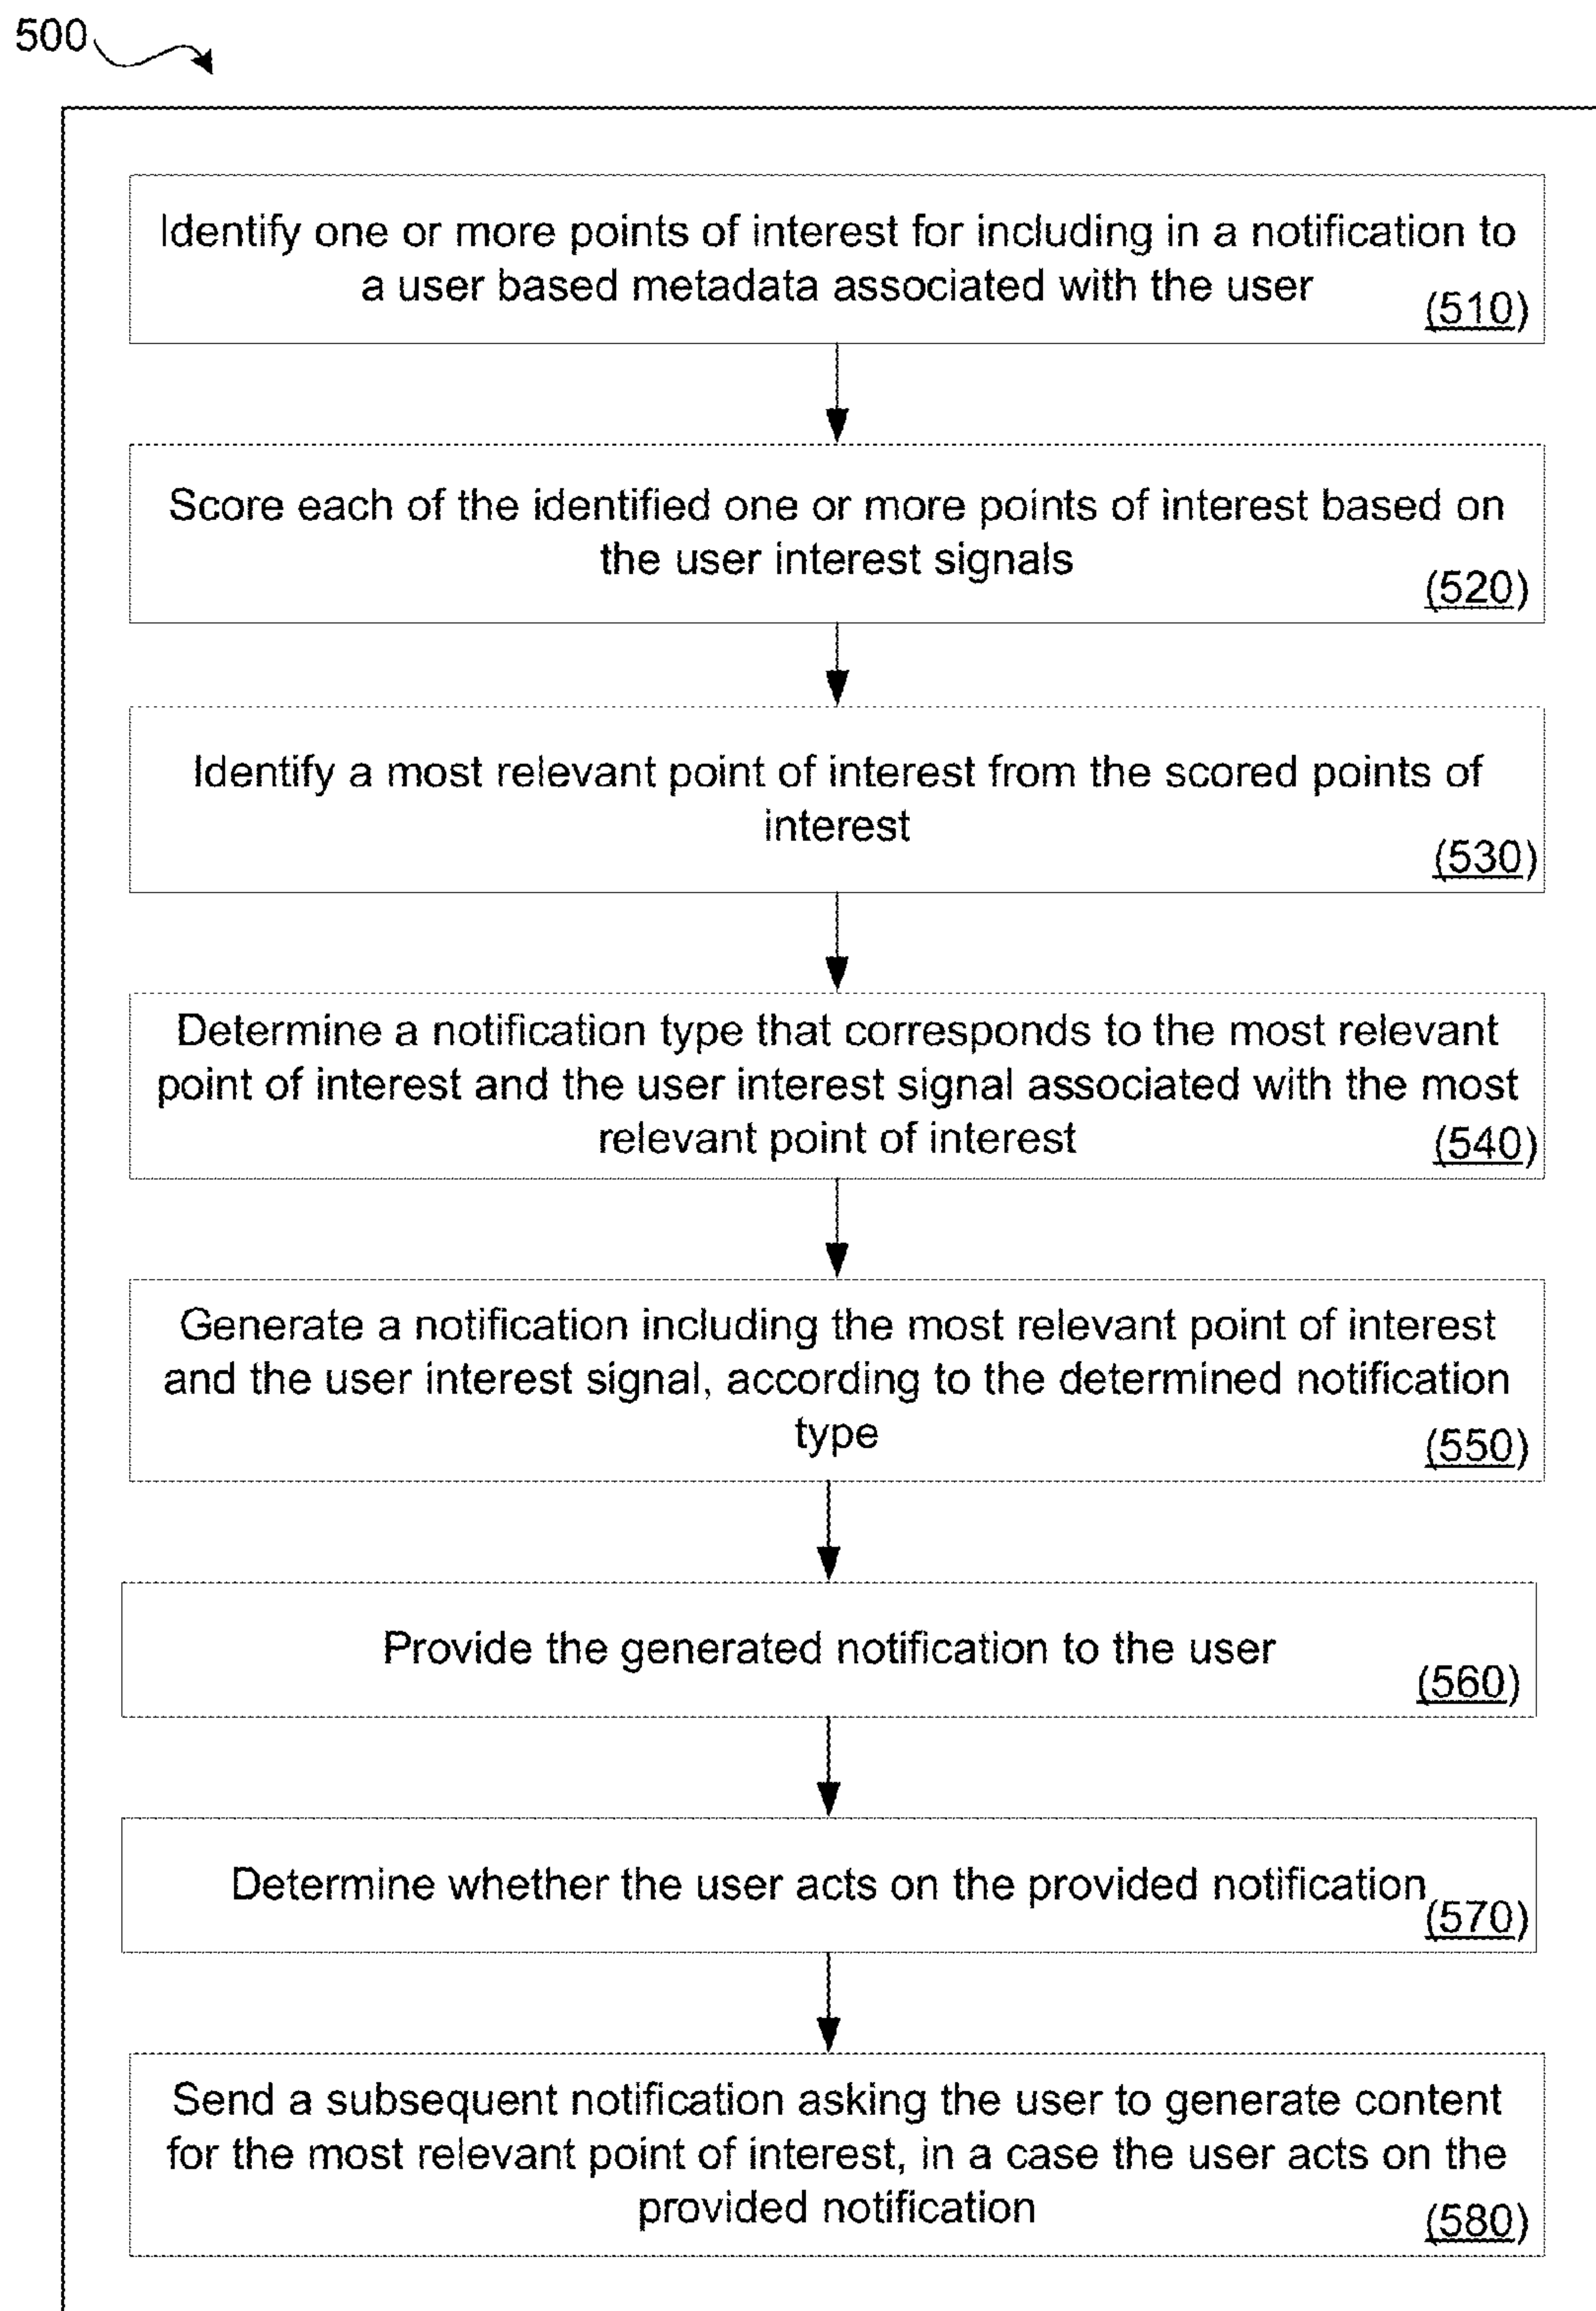 500
Identify one or more points of interest for including in a notification to
a user based metadata associated with the user
(510)
Score each of the identified one or more points of interest based on
the user interest signals
(520)
Identify a most relevant point of interest from the scored points of
interest
(530)
Determine a notification type that corresponds to the most relevant
point of interest and the user interest signal associated with the most
relevant point of interest
(540)
Generate a notification including the most relevant point of interest
and the user interest signal, according to the determined notification
type
(550)
Provide the generated notification to the user
(560)
Determine whether the user acts on the provided notification
(570)
Send a subsequent notification asking the user to generate content
for the most relevant point of interest, in a case the user acts on the
provided notification
(580)